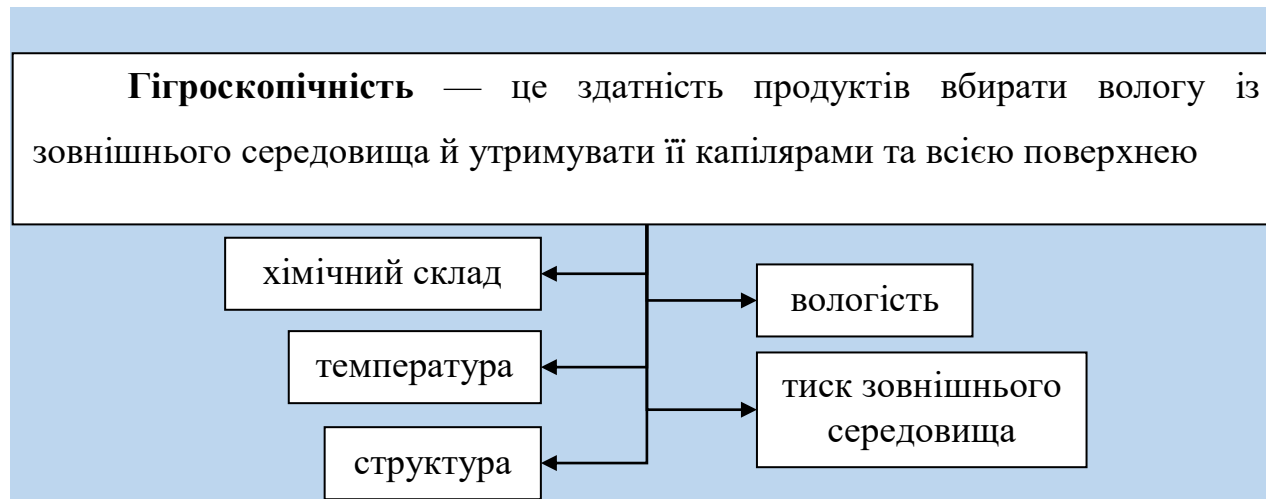 Гігроскопічність — це здатність продуктів вбирати вологу із
зовнішнього середовища й утримувати її капілярами та всією поверхнею
хімічний склад
вологість
температура
тиск зовнішнього
середовища
структура